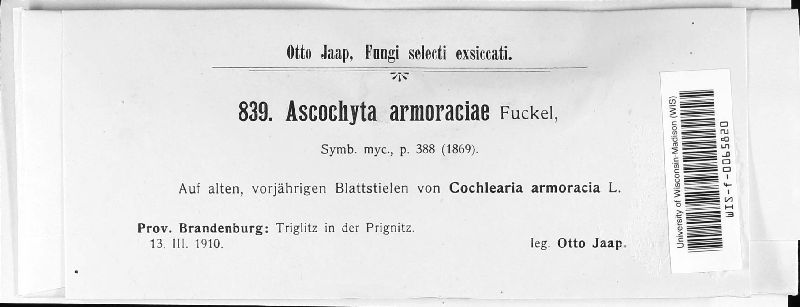 Otto Jaap, Fungi selecti exsiccati.
839. Ascochyta armoraciae Fuckel,
Symb. myc., p. 388 (1869).
Auf alten, vorjährigen Blattstielen von Cochlearia armoracia L.
Prov. Brandenburg: Triglitz in der Prignitz.
13. III. 1910.
leg. Otto Jaap.
University of Wisconsin-Madison (WIS)
WIS-f-0065820